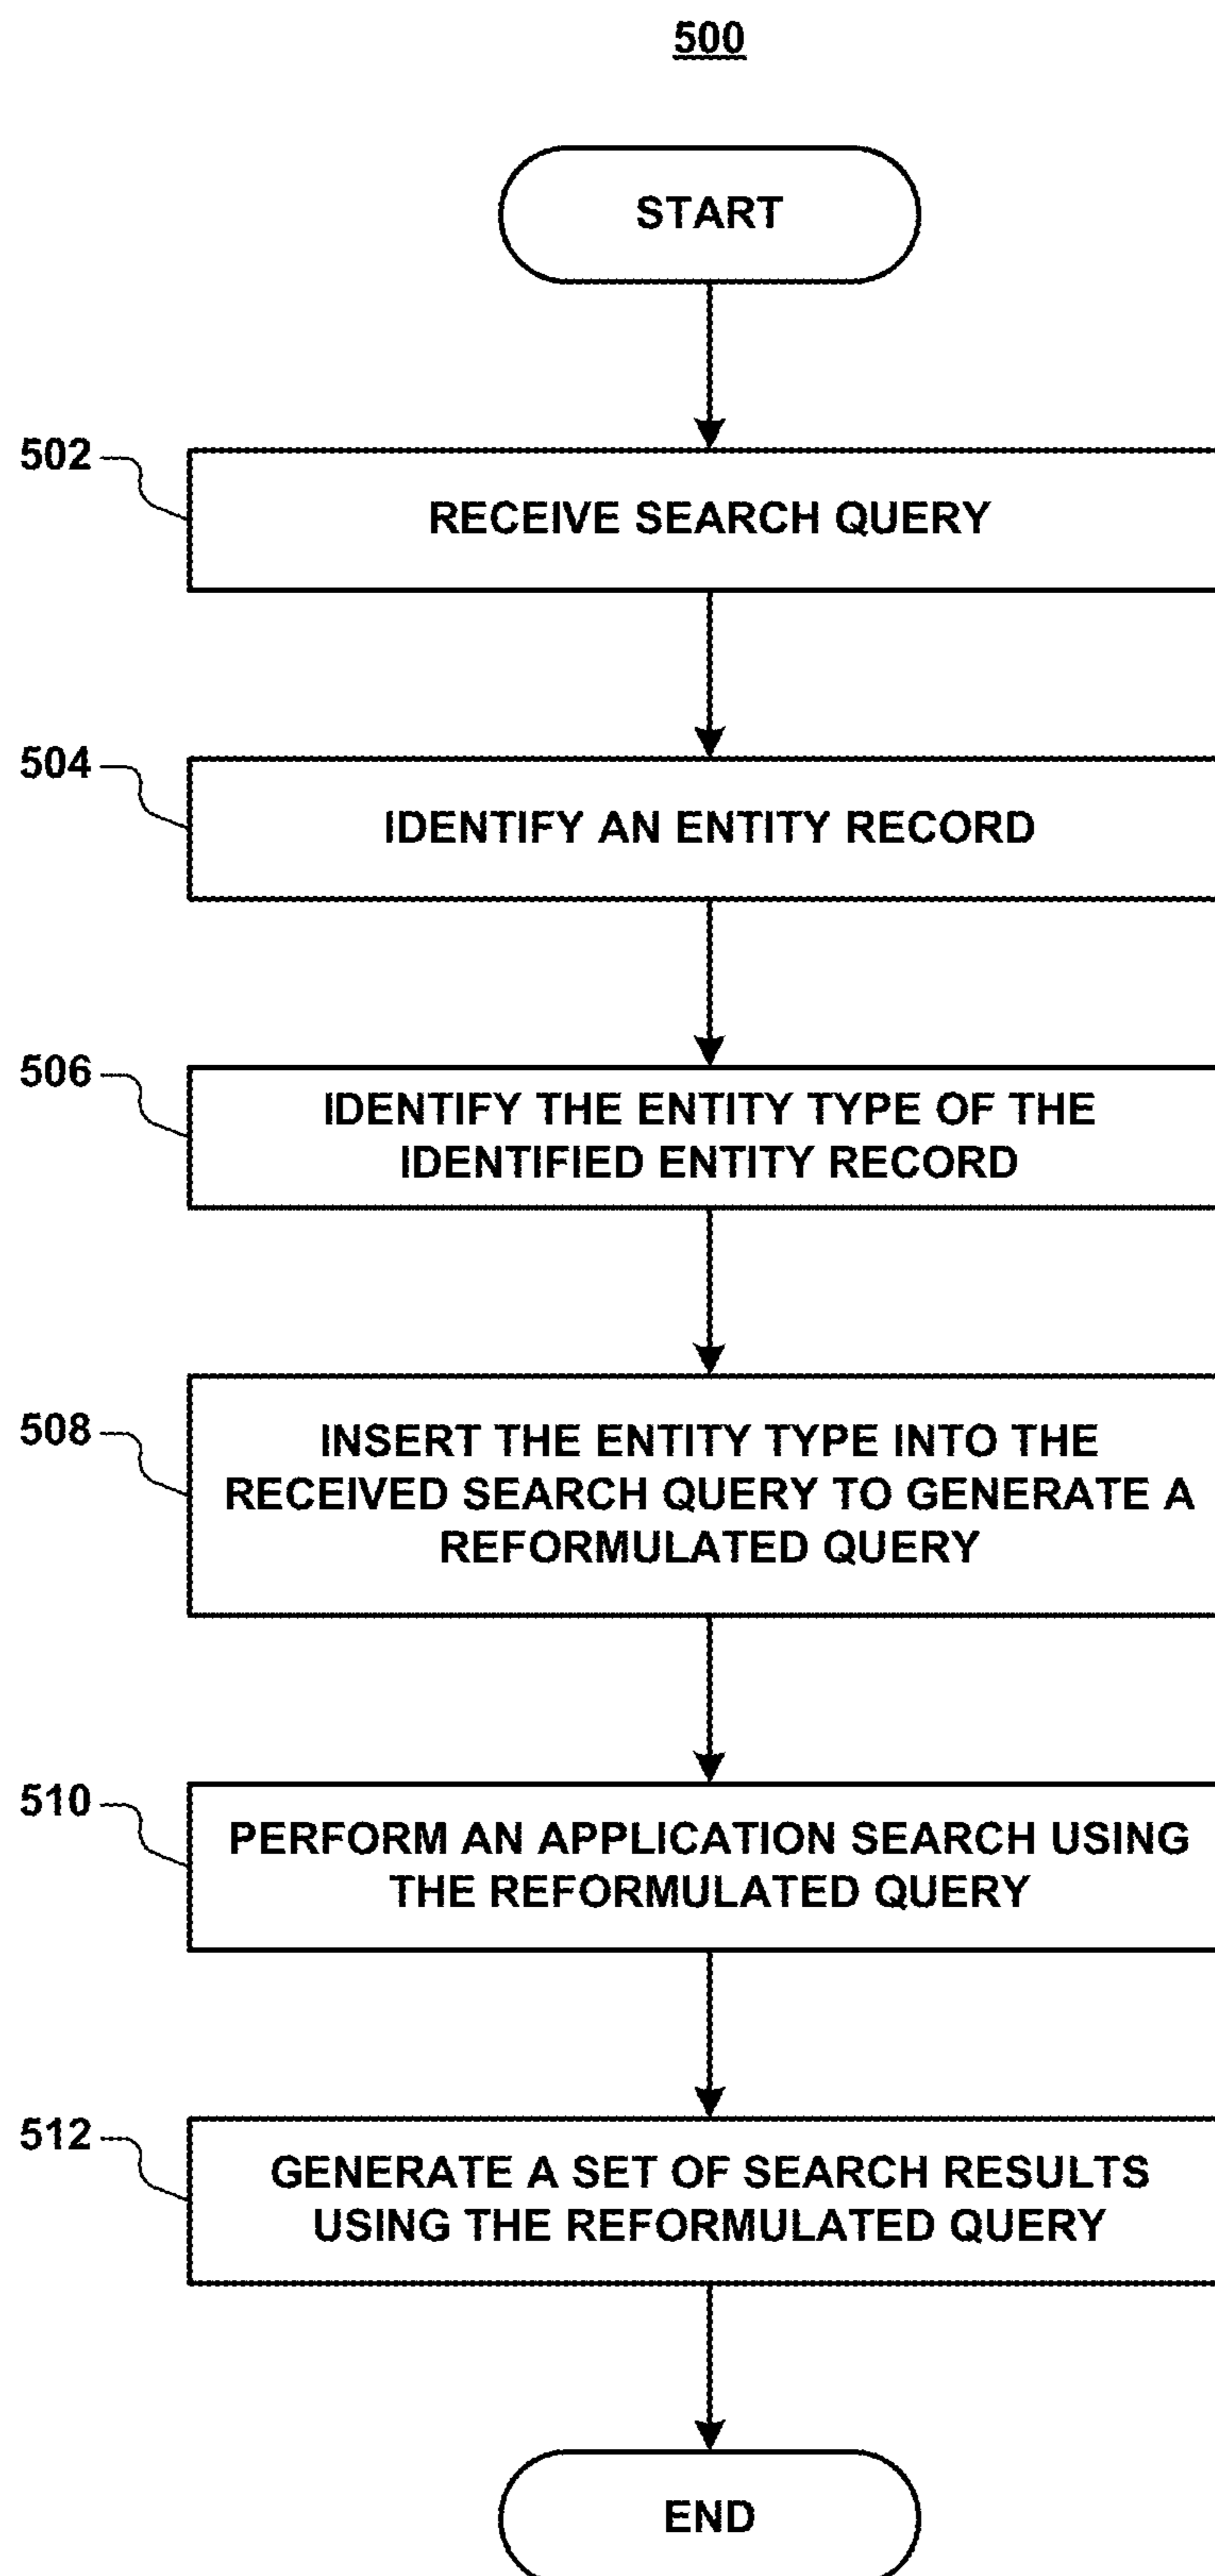 500
START
502
RECEIVE SEARCH QUERY
504
IDENTIFY AN ENTITY RECORD
506
IDENTIFY THE ENTITY TYPE OF THE
IDENTIFIED ENTITY RECORD
508
INSERT THE ENTITY TYPE INTO THE
RECEIVED SEARCH QUERY TO GENERATE A
REFORMULATED QUERY
510
PERFORM AN APPLICATION SEARCH USING
THE REFORMULATED QUERY
512
GENERATE A SET OF SEARCH RESULTS
USING THE REFORMULATED QUERY
END